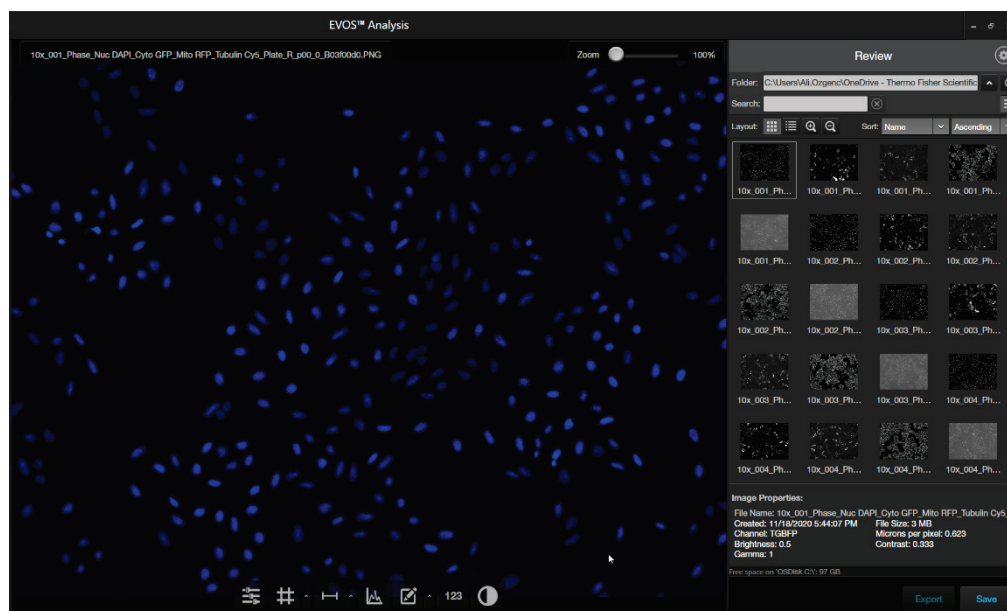 EVOS™ Analysis
10x_001_Phase_Nuc DAPI_Cyto GFP_Mito RFP_Tubulin Cy5_Plate_R_p00_0_B03f00d0.PNG
Zoom 100%
Review
Folder: C:\Users\Ali.Ozgenc\OneDrive - Thermo Fisher Scientific
Search:
Layout: Sort: Name Ascending
10x_001_Ph... 10x_001_Ph... 10x_001_Ph... 10x_001_Ph...
10x_001_Ph... 10x_002_Ph... 10x_002_Ph... 10x_002_Ph...
10x_002_Ph... 10x_002_Ph... 10x_003_Ph... 10x_003_Ph...
10x_003_Ph... 10x_003_Ph... 10x_003_Ph... 10x_004_Ph...
10x_004_Ph... 10x_004_Ph... 10x_004_Ph... 10x_004_Ph...
Image Properties:
File Name: 10x_001_Phase_Nuc DAPI_Cyto GFP_Mito RFP_Tubulin Cy5
Created: 11/18/2020 5:44:07 PM File Size: 3 MB
Channel: TGBFP Microns per pixel: 0.623
Brightness: 0.5 Contrast: 0.333
Gamma: 1
Free space on 'OSDisk C:\': 97 GB
123
Export Save